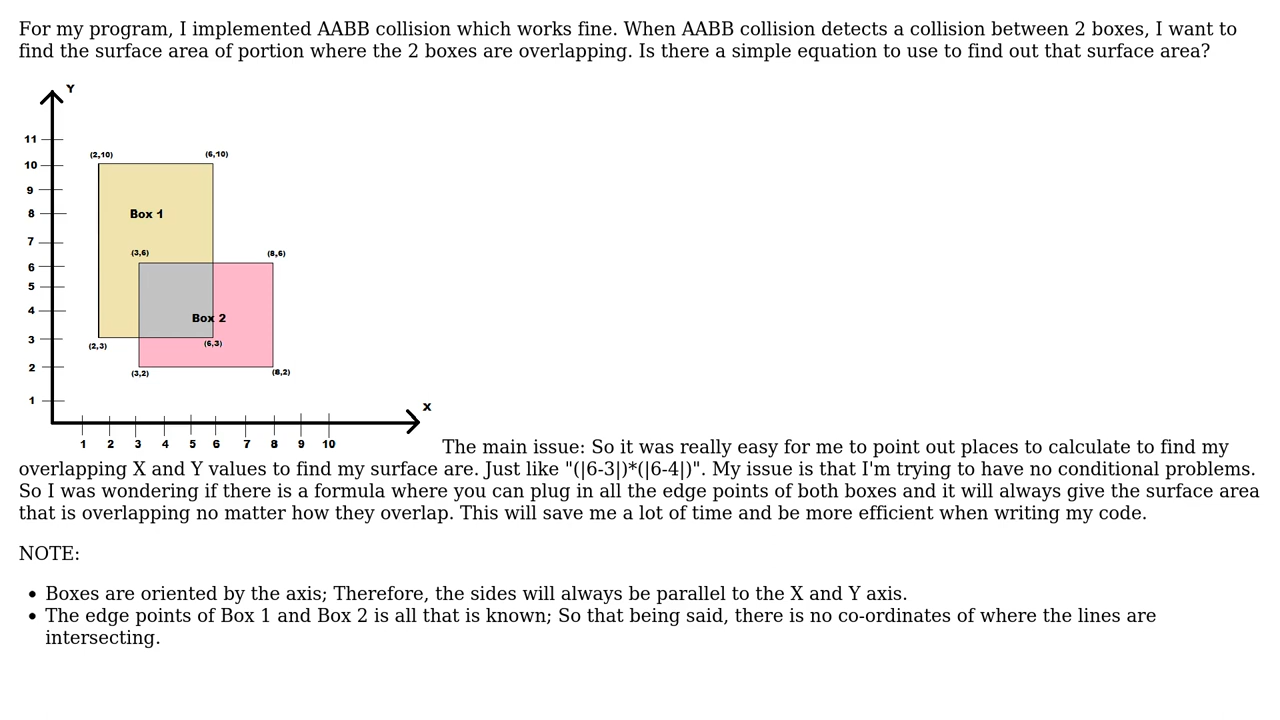 For my program, I implemented AABB collision which works fine. When AABB collision detects a collision between 2 boxes, I want to
find the surface area of portion where the 2 boxes are overlapping. Is there a simple equation to use to find out that surface area?
Y
11
(2,10) (6,10)
10
9
8 Box 1
7
(3,6) (8,6)
6
5
4 Box 2
3
(2,3) (6,3)
2
(3,2) (8,2)
1
X
1 2 3 4 5 6 7 8 9 10
The main issue: So it was really easy for me to point out places to calculate to find my
overlapping X and Y values to find my surface are. Just like "(|6-3|)*(|6-4|)". My issue is that I'm trying to have no conditional problems.
So I was wondering if there is a formula where you can plug in all the edge points of both boxes and it will always give the surface area
that is overlapping no matter how they overlap. This will save me a lot of time and be more efficient when writing my code.
NOTE:
• Boxes are oriented by the axis; Therefore, the sides will always be parallel to the X and Y axis.
• The edge points of Box 1 and Box 2 is all that is known; So that being said, there is no co-ordinates of where the lines are
intersecting.